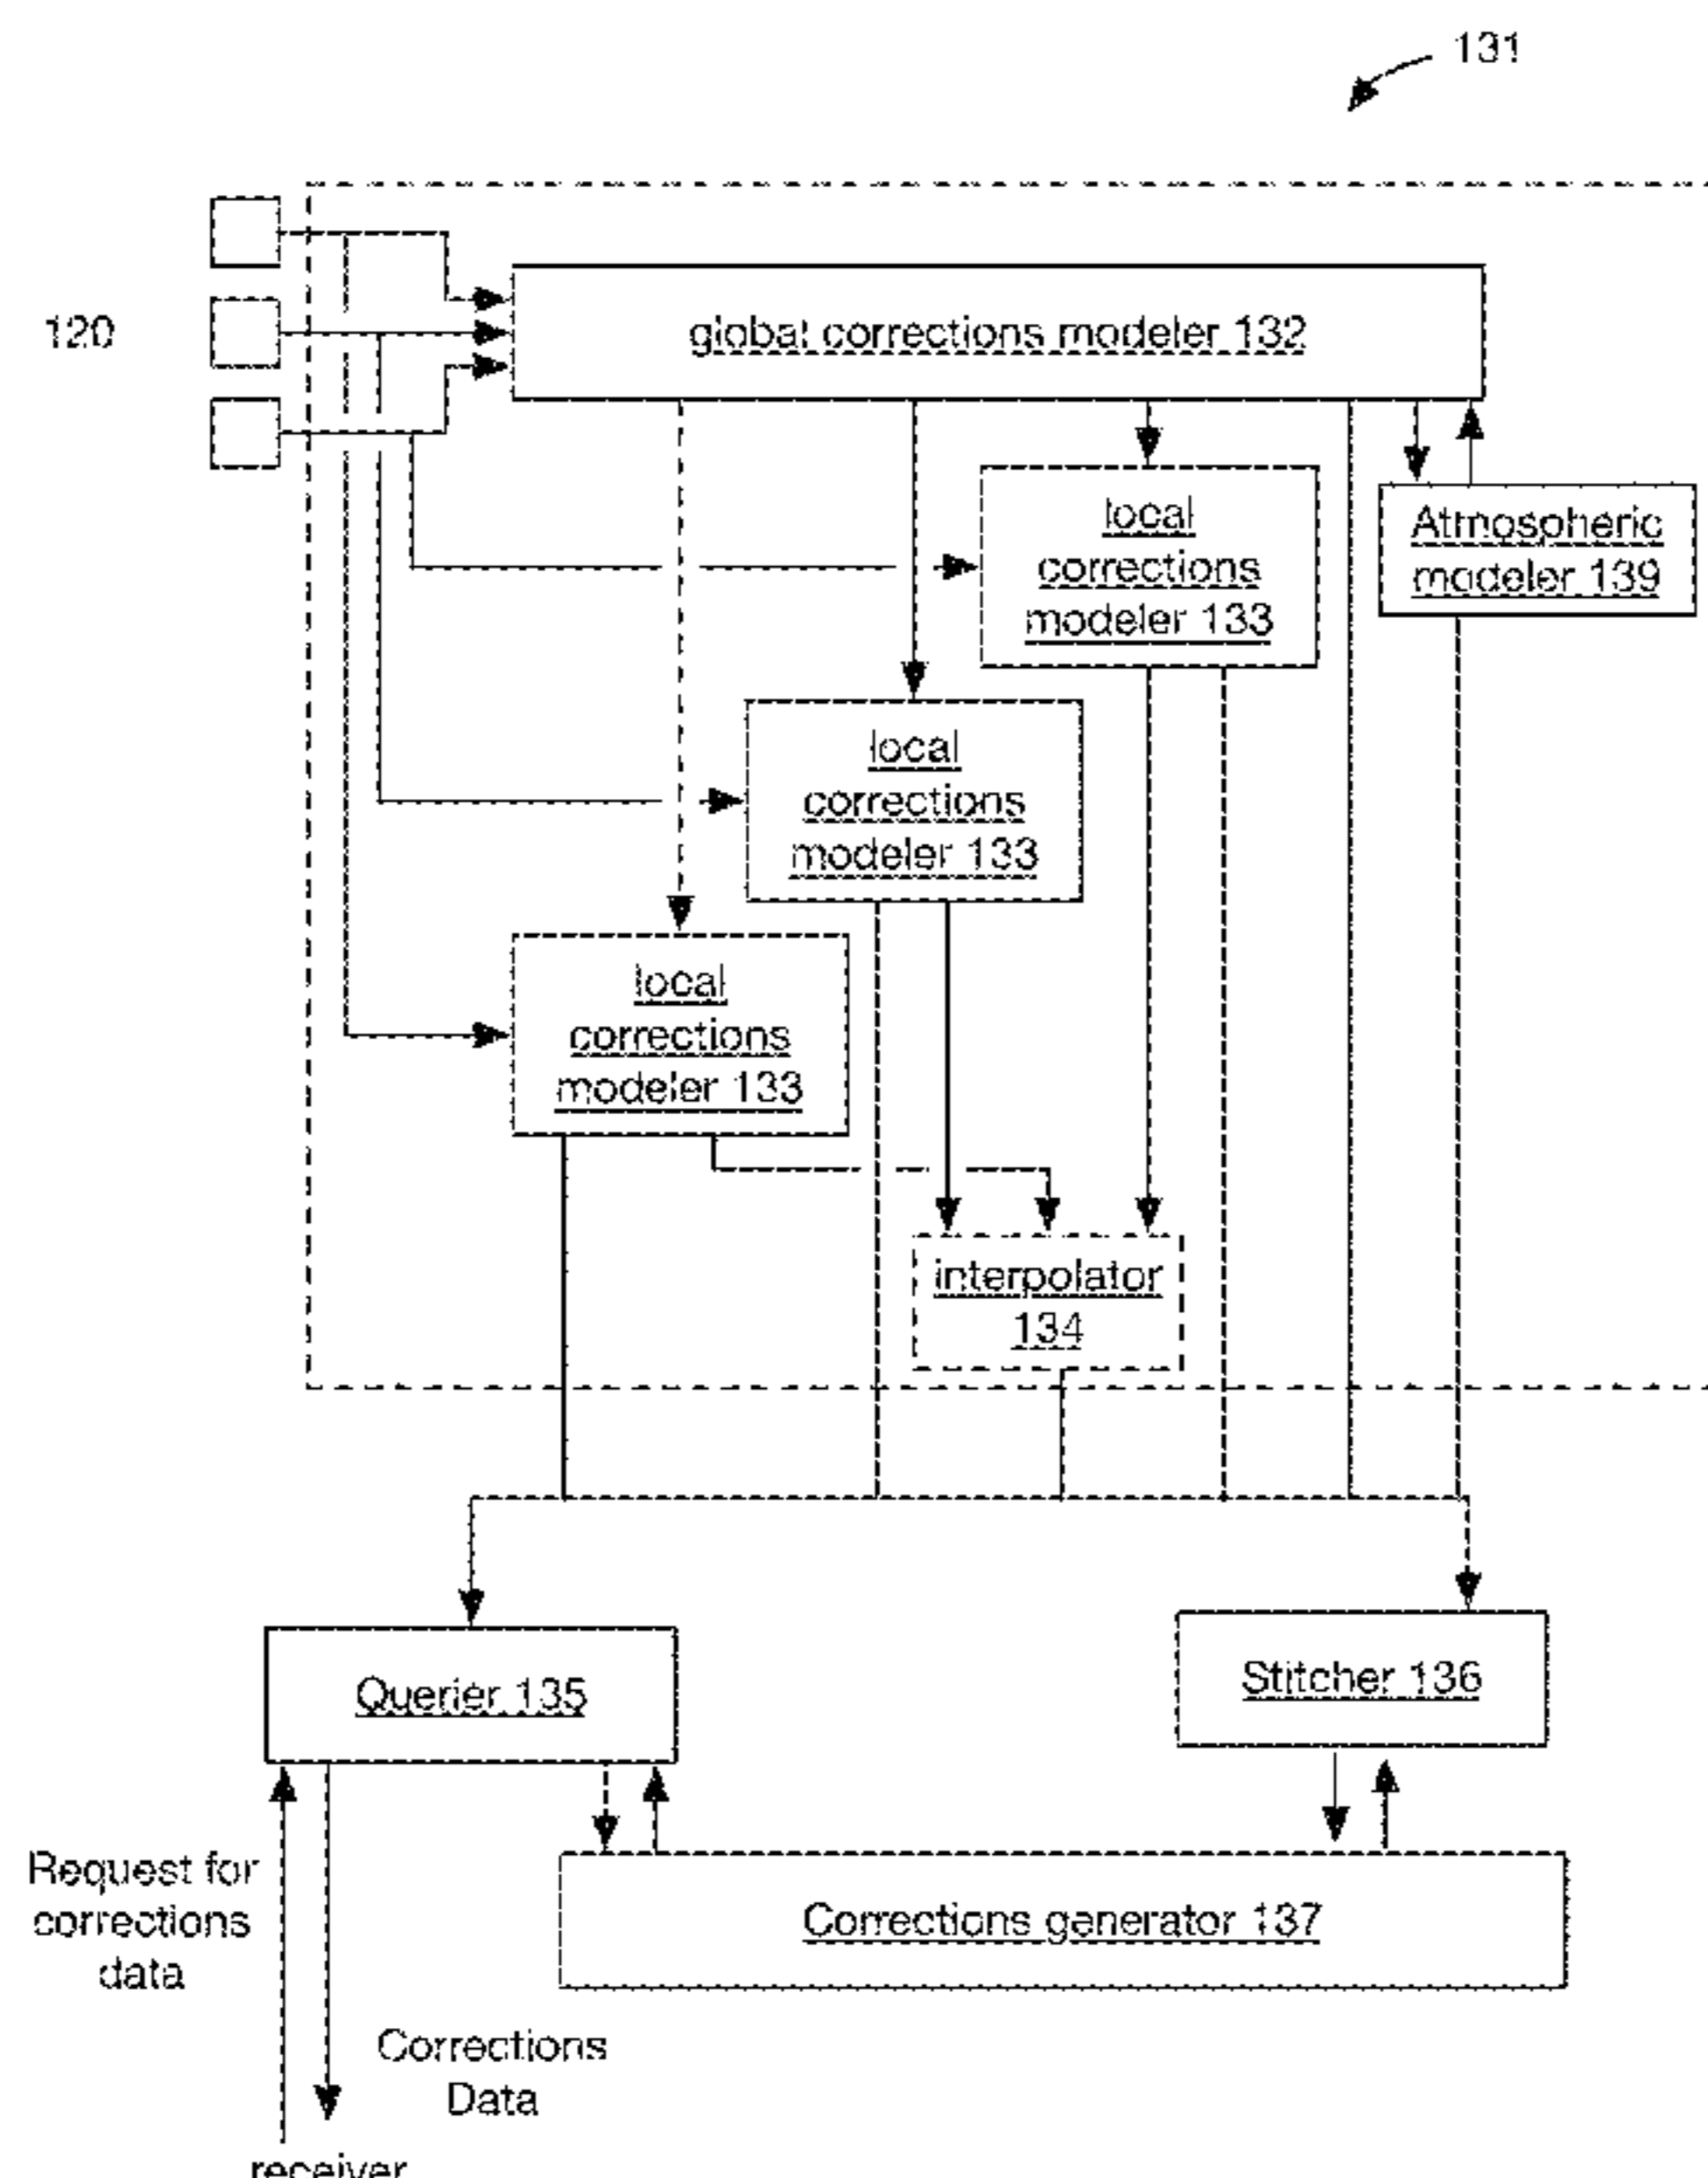 131
120
global corrections modeler 132
local
corrections
modeler 133
Atmospheric
modeler 139
local
corrections
modeler 133
local
corrections
modeler 133
interpolator
134
Querier 135
Stitcher 136
Request for
corrections
data
Corrections generator 137
Corrections
Data
receiver